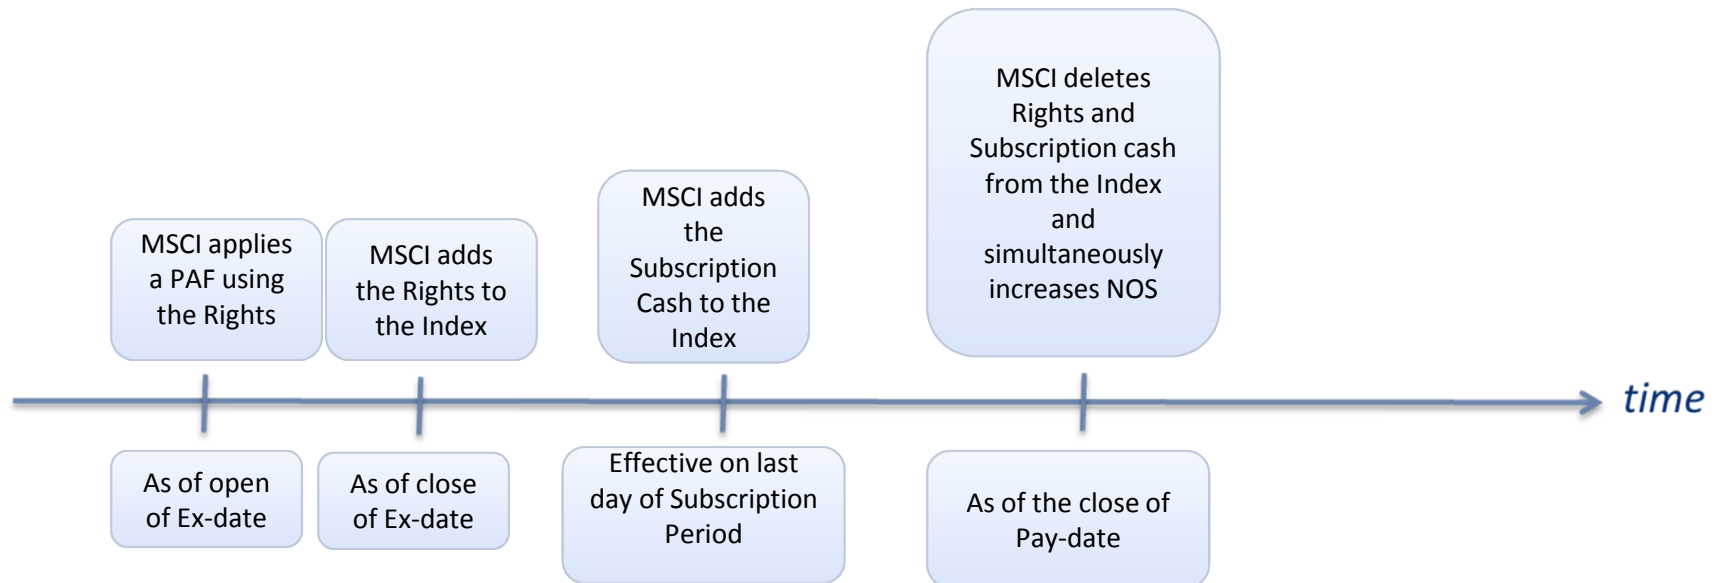 MSCI applies
a PAF using
the Rights
MSCI adds
the Rights to
the Index
MSCI adds
the
Subscription
Cash to the
Index
MSCI deletes
Rights and
Subscription cash
from the Index
and
simultaneously
increases NOS
time
As of open
of Ex-date
As of close
of Ex-date
Effective on last
day of Subscription
Period
As of the close of
Pay-date